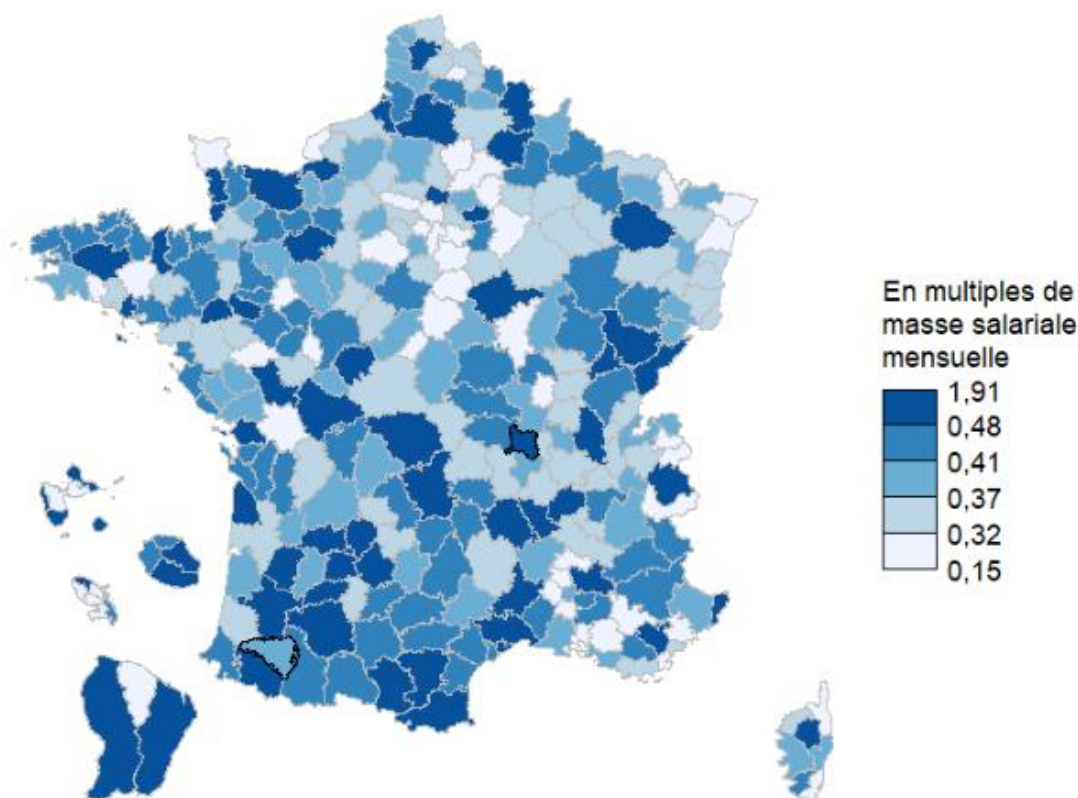 En multiples de
masse salariale
mensuelle
1,91
0,48
0,41
0,37
0,32
0,15